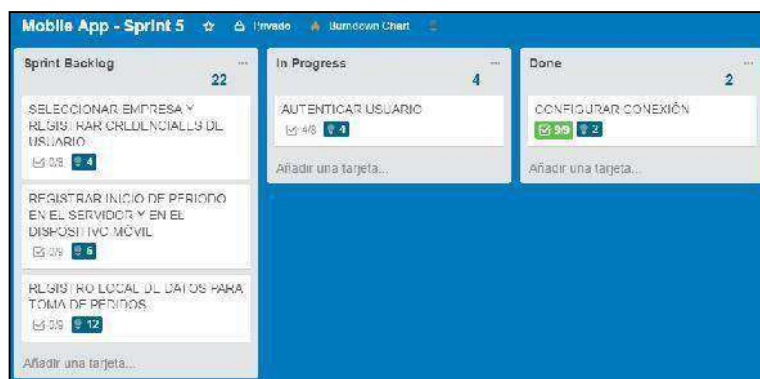 Mobile App - Sprint 5 Privado Burndown Chart
Sprint Backlog
22
SELECCIONAR EMPRESA Y
REGISTRAR CREDENCIALES DE
USUARIO
4
REGISTRAR INICIO DE PERIODO
EN EL SERVIDOR Y EN EL
DISPOSITIVO MÓVIL
0/9 6
REGISTRO LOCAL DE DATOS PARA
TOMA DE PEDIDOS
12
Añadir una tarjeta...
In Progress
4
AUTENTICAR USUARIO
4/8 4
Añadir una tarjeta...
Done
2
CONFIGURAR CONEXIÓN
9/9 2
Añadir una tarjeta...